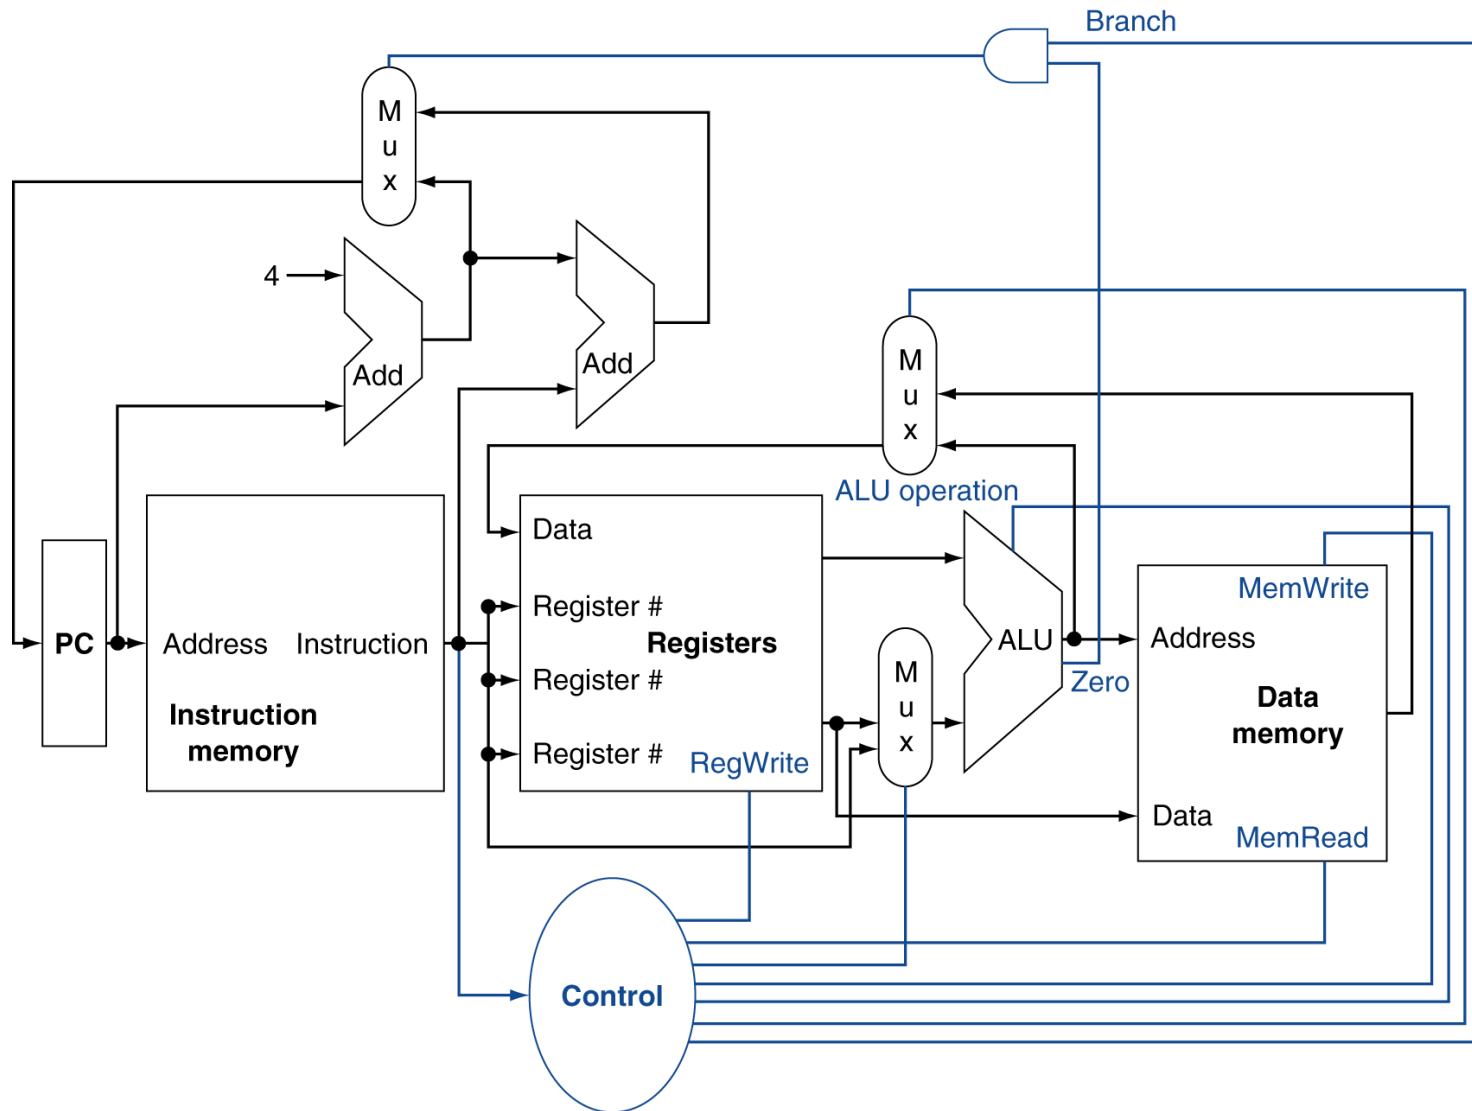 Branch
M
u
x
4
Add
Add
M
u
x
ALU operation
Data
Register #
Registers
Register #
Register #
RegWrite
PC
Address
Instruction
Instruction
memory
M
u
x
ALU
Zero
MemWrite
Address
Data
memory
Data
MemRead
Control